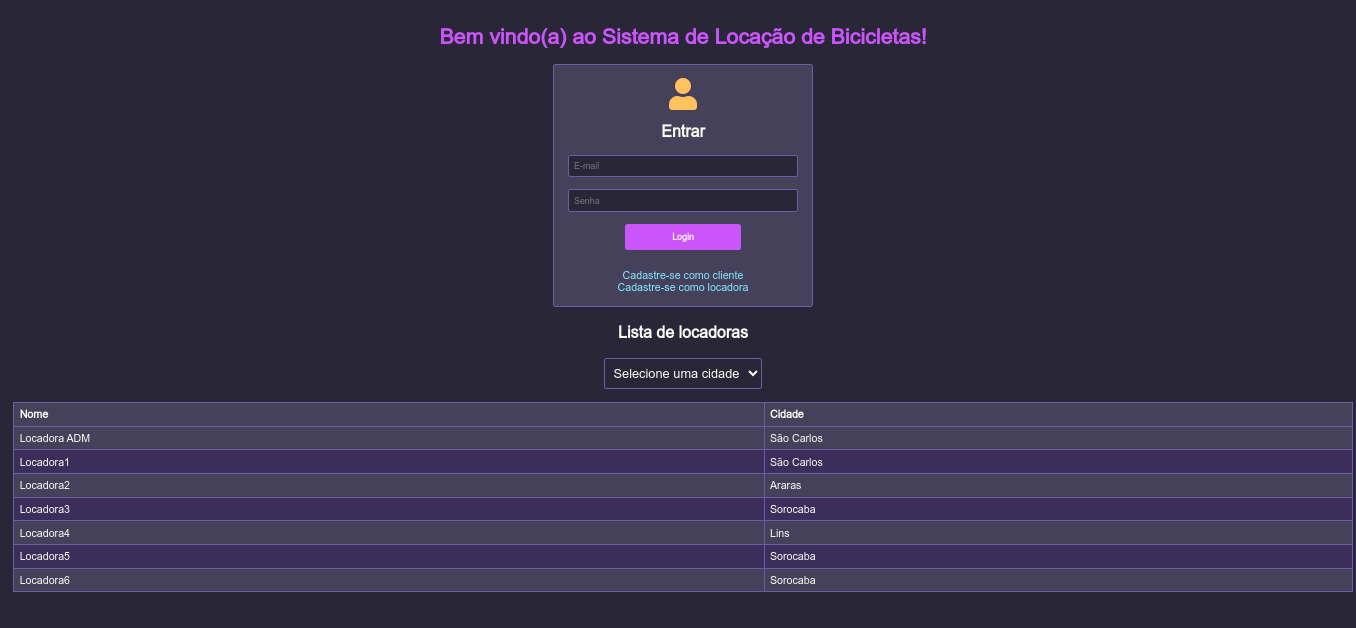 Bem vindo(a) ao Sistema de Locação de Bicicletas!
Entrar
E-mail
Senha
Login
Cadastre-se como cliente
Cadastre-se como locadora
Lista de locadoras
Selecione uma cidade
Nome Cidade
Locadora ADM São Carlos
Locadora1 São Carlos
Locadora2 Araras
Locadora3 Sorocaba
Locadora4 Lins
Locadora5 Sorocaba
Locadora6 Sorocaba